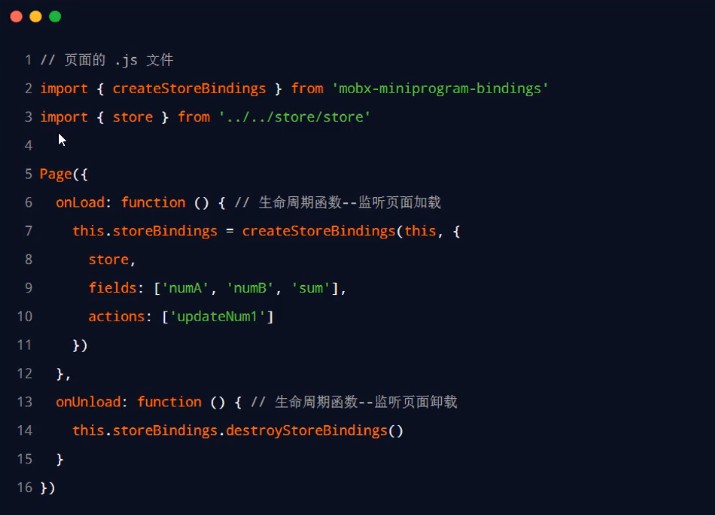 1 // 页面的 .js 文件
2 import { createStoreBindings } from 'mobx-miniprogram-bindings'
3 import { store } from '../../store/store'
4
5 Page({
6   onLoad: function () { // 生命周期函数--监听页面加载
7     this.storeBindings = createStoreBindings(this, {
8       store,
9       fields: ['numA', 'numB', 'sum'],
10       actions: ['updateNum1']
11     })
12   },
13   onUnload: function () { // 生命周期函数--监听页面卸载
14     this.storeBindings.destroyStoreBindings()
15   }
16 })